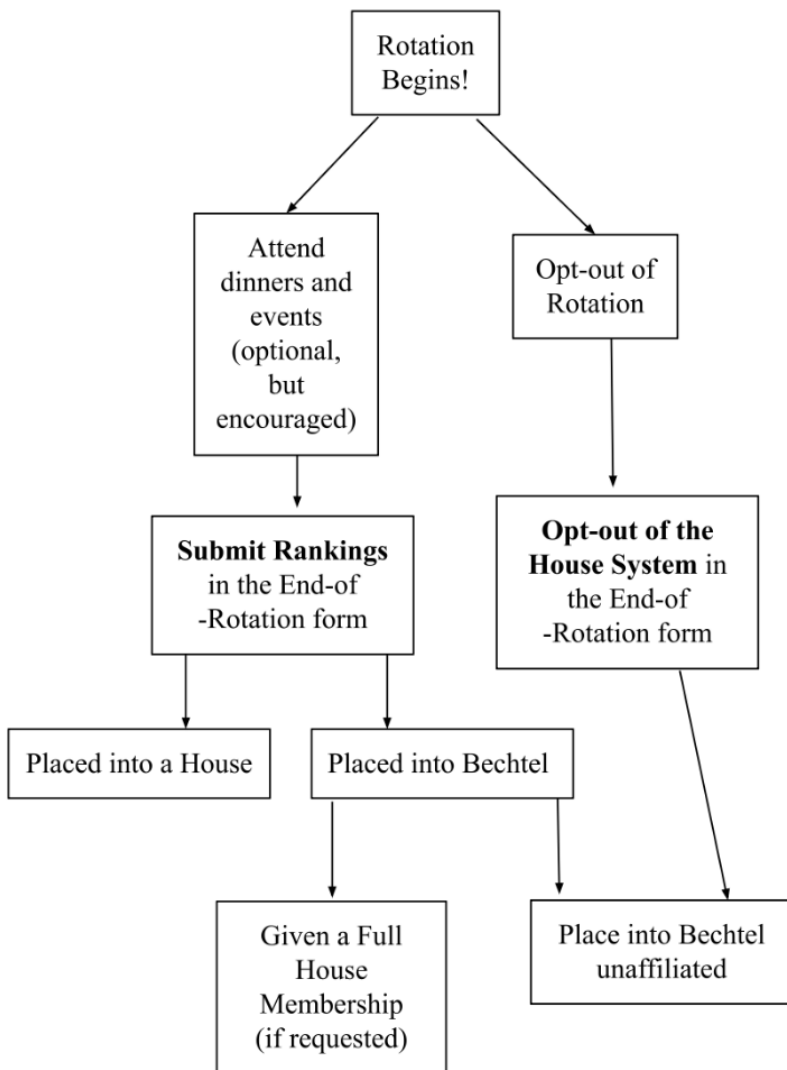 Rotation
Begins!
Attend
dinners and
events
(optional,
but
encouraged)
Opt-out of
Rotation
Submit Rankings
in the End-of
-Rotation form
Opt-out of the
House System in
the End-of
-Rotation form
Placed into a House
Placed into Bechtel
Given a Full
House
Membership
(if requested)
Place into Bechtel
unaffiliated